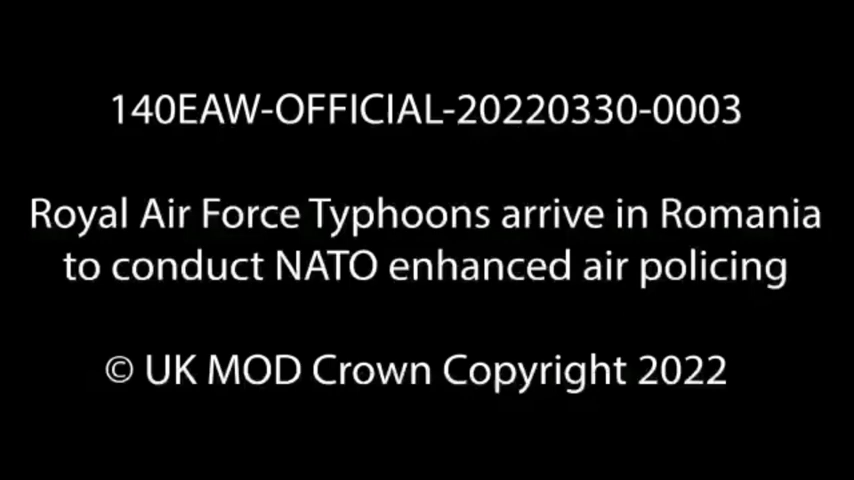 140EAW-OFFICIAL-20220330-0003
Royal Air Force Typhoons arrive in Romania
to conduct NATO enhanced air policing
© UK MOD Crown Copyright 2022